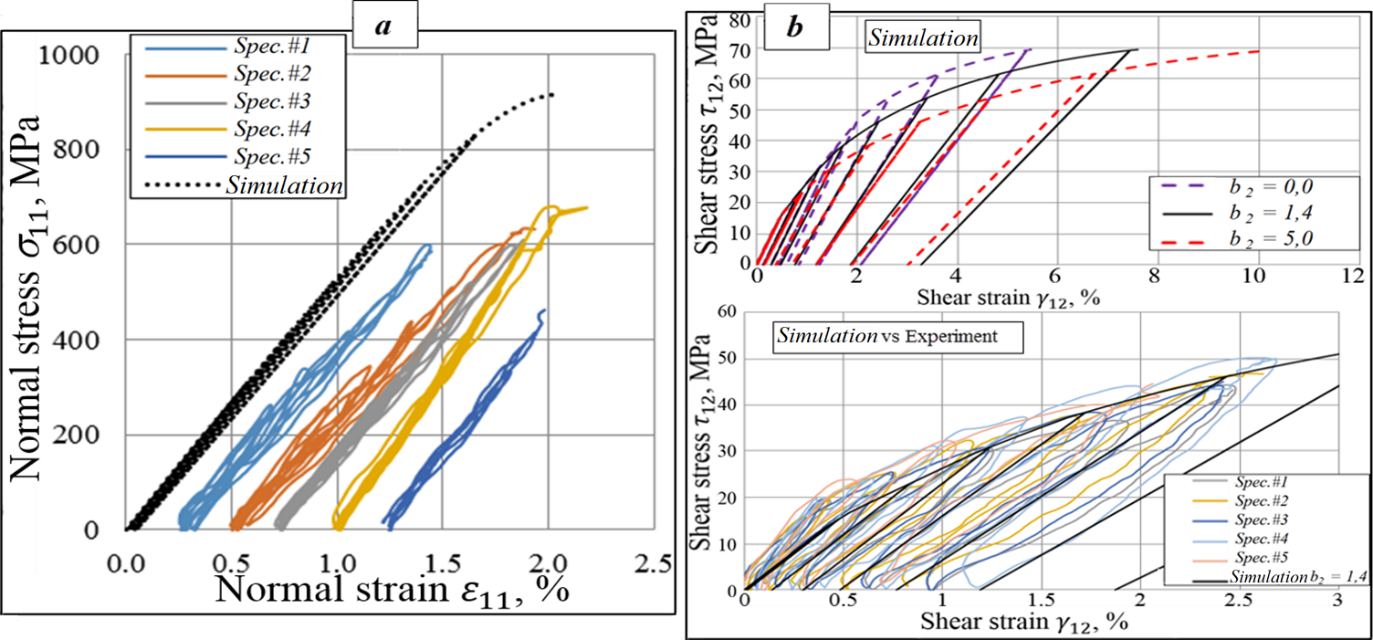 a
Spec.#1
Spec.#2
Spec.#3
Spec.#4
Spec.#5
Simulation
Normal stress σ₁₁, MPa
1000
800
600
400
200
0
0.0 0.5 1.0 1.5 2.0 2.5
Normal strain ε₁₁, %
b
Simulation
Shear stress τ₁₂, MPa
80
70
60
50
40
30
20
10
0
b ₂ = 0,0
b ₂ = 1,4
b ₂ = 5,0
0 2 4 6 8 10 12
Shear strain γ₁₂, %
Simulation vs Experiment
Shear stress τ₁₂, MPa
60
50
40
30
20
10
0
Spec.#1
Spec.#2
Spec.#3
Spec.#4
Spec.#5
Simulation b₂ = 1,4
0 0.5 1 1.5 2 2.5 3
Shear strain γ₁₂, %